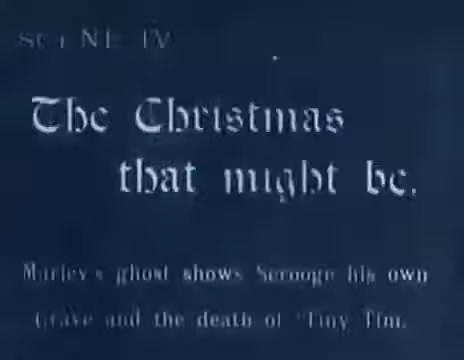 SCENE IV
The Christmas
that might be.
Marley's ghost shows Scrooge his own
Grave and the death of 'Tiny Tim.